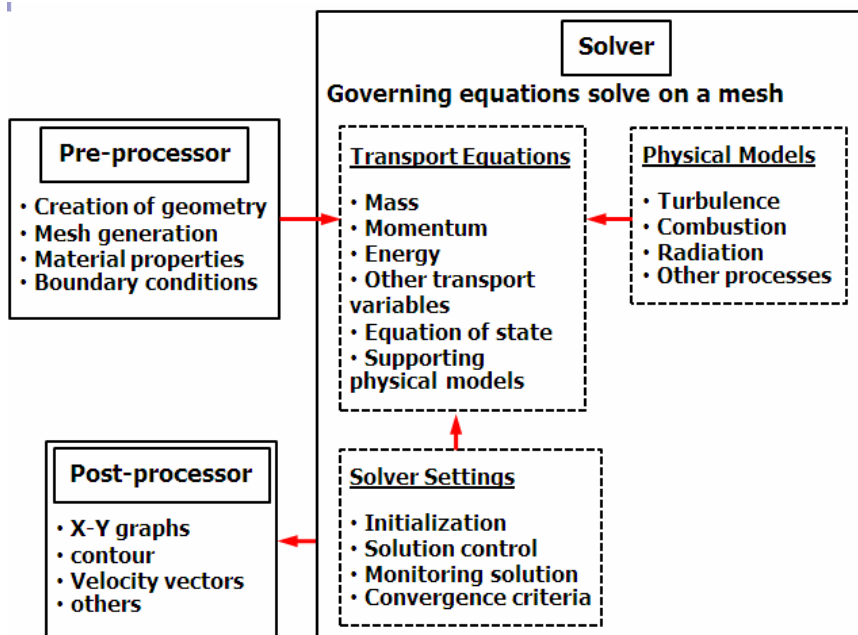 Solver
Governing equations solve on a mesh
Pre-processor
• Creation of geometry
• Mesh generation
• Material properties
• Boundary conditions
Transport Equations
• Mass
• Momentum
• Energy
• Other transport
variables
• Equation of state
• Supporting
physical models
Physical Models
• Turbulence
• Combustion
• Radiation
• Other processes
Post-processor
• X-Y graphs
• contour
• Velocity vectors
• others
Solver Settings
• Initialization
• Solution control
• Monitoring solution
• Convergence criteria